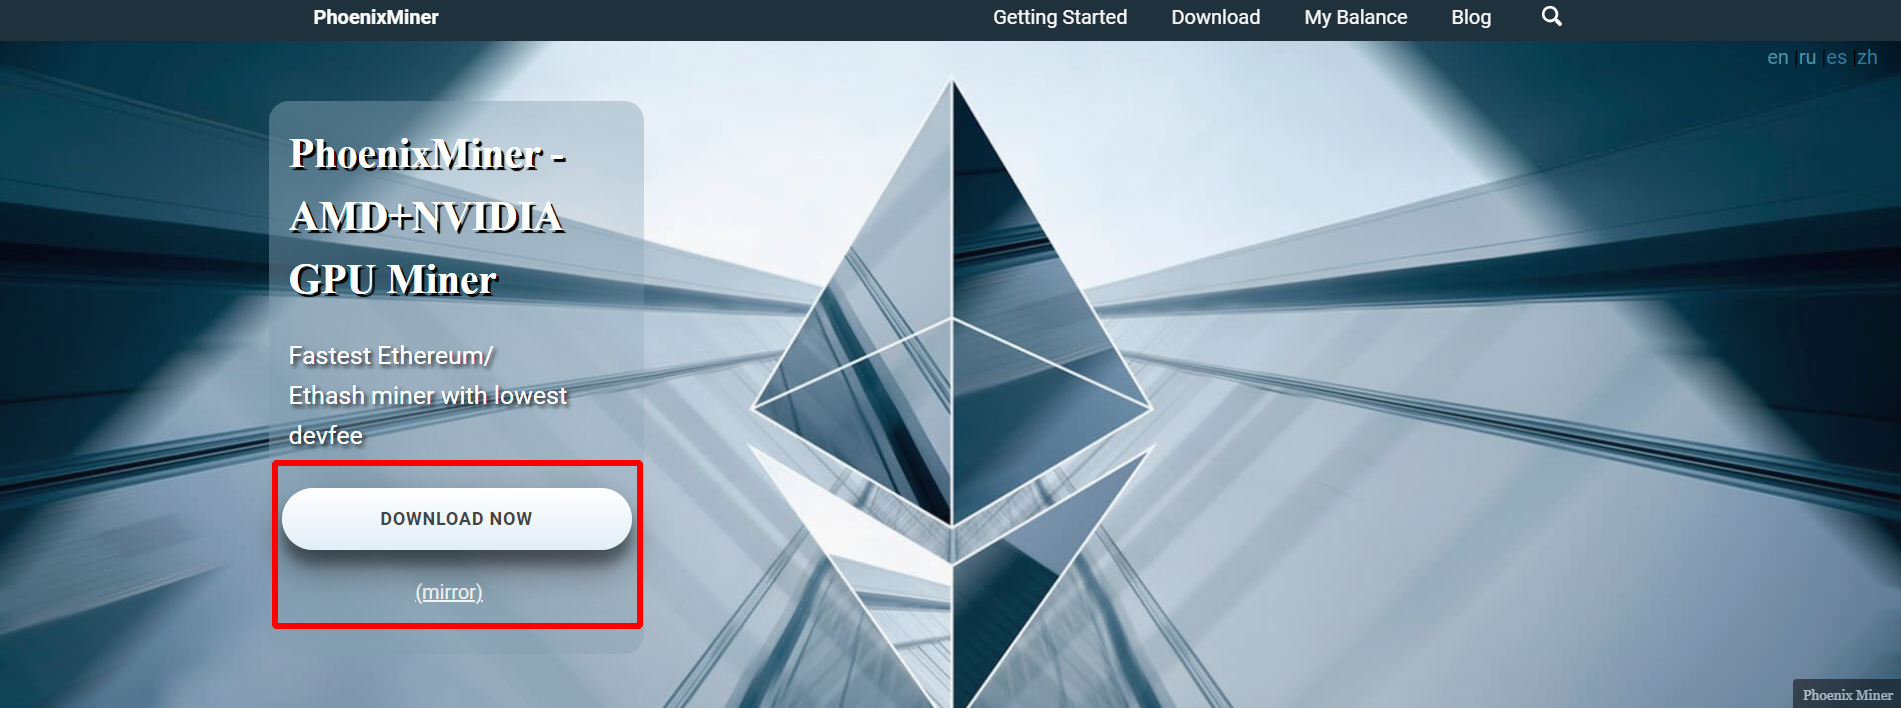 PhoenixMiner Getting Started Download My Balance Blog
en |ru |es |zh
PhoenixMiner -
AMD+NVIDIA
GPU Miner
Fastest Ethereum/
Ethash miner with lowest
devfee
DOWNLOAD NOW
(mirror)
Phoenix Miner